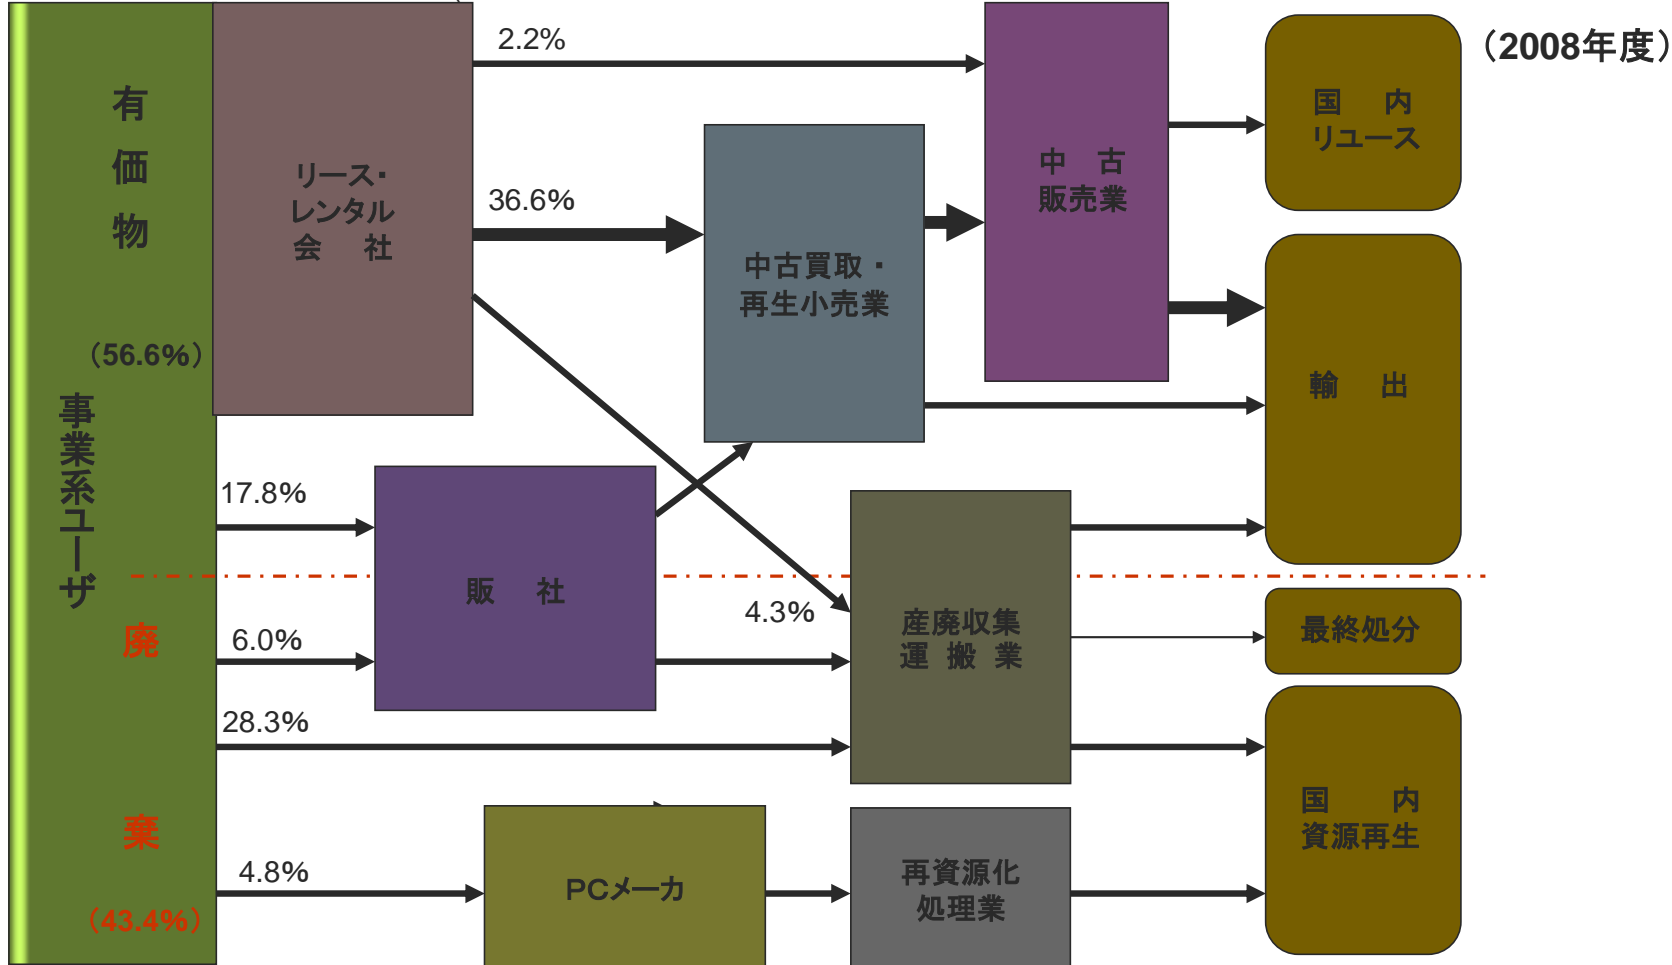 (2008年度)
有
価
物
(56.6%)
事業系ユーザ
廃
棄
(43.4%)
リース・
レンタル
会 社
2.2%
36.6%
中古買取・
再生小売業
中 古
販売業
国 内
リユース
輸 出
17.8%
販 社
6.0%
4.3%
産廃収集
運 搬 業
最終処分
28.3%
国 内
資源再生
4.8%
PCメーカ
再資源化
処理業